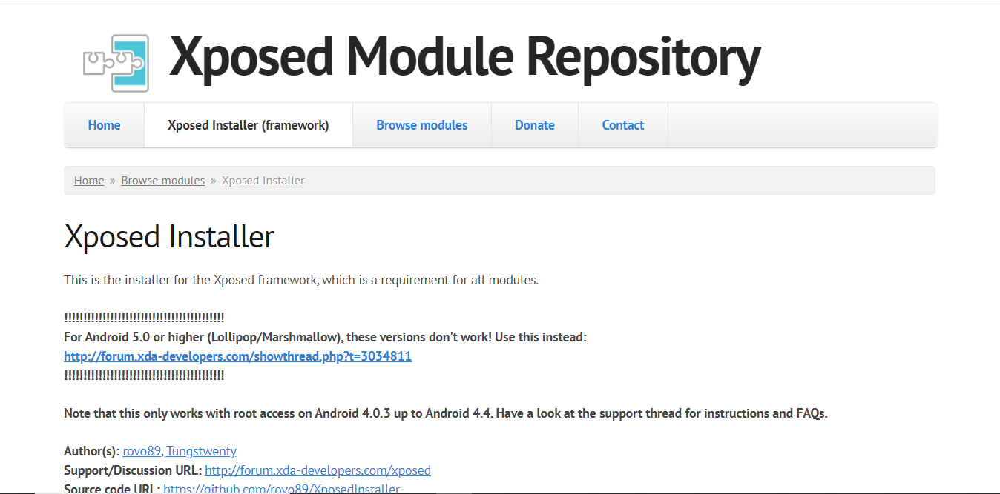 Xposed Module Repository
Home
Xposed Installer (framework)
Browse modules
Donate
Contact
Home » Browse modules » Xposed Installer
Xposed Installer
This is the installer for the Xposed framework, which is a requirement for all modules.
!!!!!!!!!!!!!!!!!!!!!!!!!!!!!!!!!!!!!!!!!!
For Android 5.0 or higher (Lollipop/Marshmallow), these versions don't work! Use this instead:
http://forum.xda-developers.com/showthread.php?t=3034811
!!!!!!!!!!!!!!!!!!!!!!!!!!!!!!!!!!!!!!!!!!
Note that this only works with root access on Android 4.0.3 up to Android 4.4. Have a look at the support thread for instructions and FAQs.
Author(s): rovo89, Tungstwenty
Support/Discussion URL: http://forum.xda-developers.com/xposed
Source code URL: https://github.com/rovo89/XposedInstaller